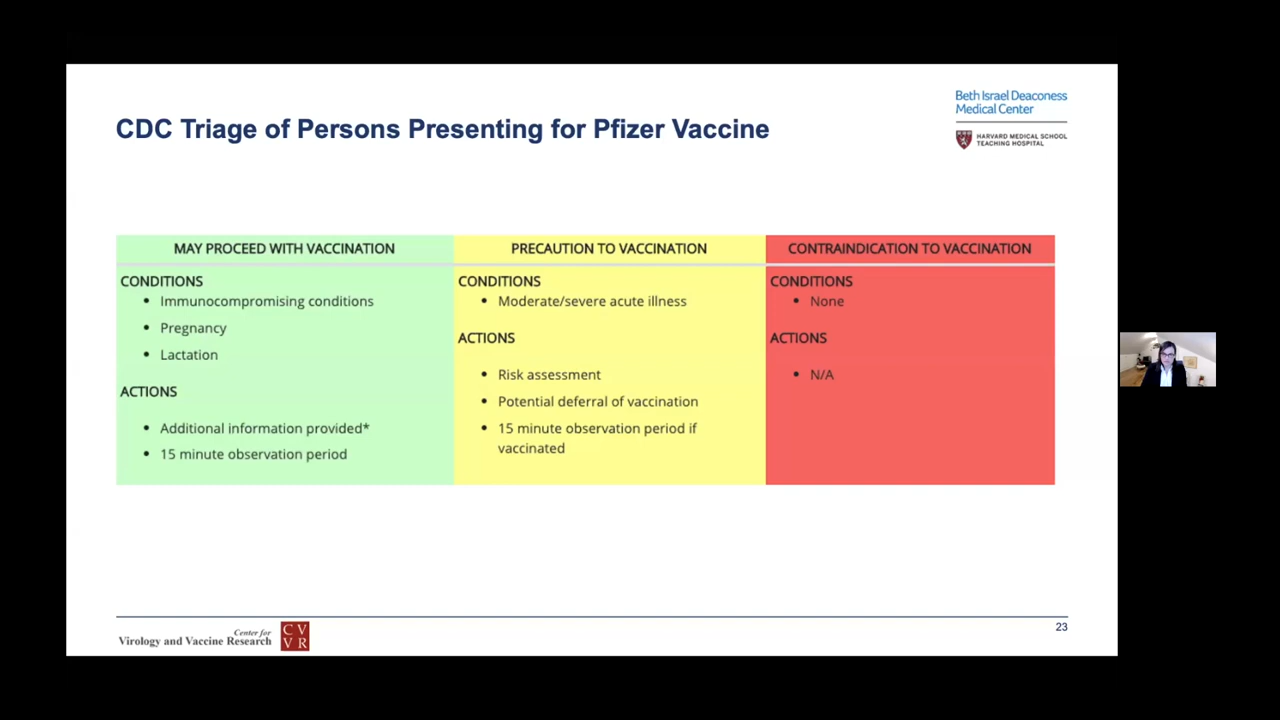 Beth Israel Deaconess
Medical Center
HARVARD MEDICAL SCHOOL
TEACHING HOSPITAL
CDC Triage of Persons Presenting for Pfizer Vaccine
MAY PROCEED WITH VACCINATION
CONDITIONS
• Immunocompromising conditions
• Pregnancy
• Lactation
ACTIONS
• Additional information provided*
• 15 minute observation period
PRECAUTION TO VACCINATION
CONDITIONS
• Moderate/severe acute illness
ACTIONS
• Risk assessment
• Potential deferral of vaccination
• 15 minute observation period if
vaccinated
CONTRAINDICATION TO VACCINATION
CONDITIONS
• None
ACTIONS
• N/A
Center for
Virology and Vaccine Research
C V
V R
23